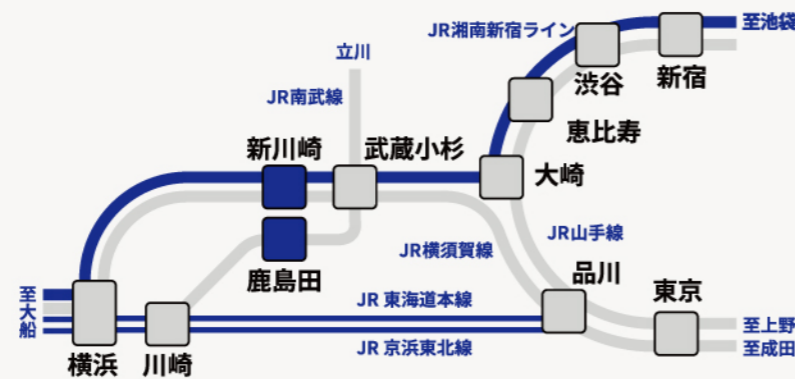 JR湘南新宿ライン
至池袋
立川
渋谷
新宿
JR南武線
恵比寿
新川崎
武蔵小杉
大崎
JR横須賀線
JR山手線
鹿島田
品川
東京
至大船
JR 東海道本線
至上野
JR 京浜東北線
至成田
横浜
川崎